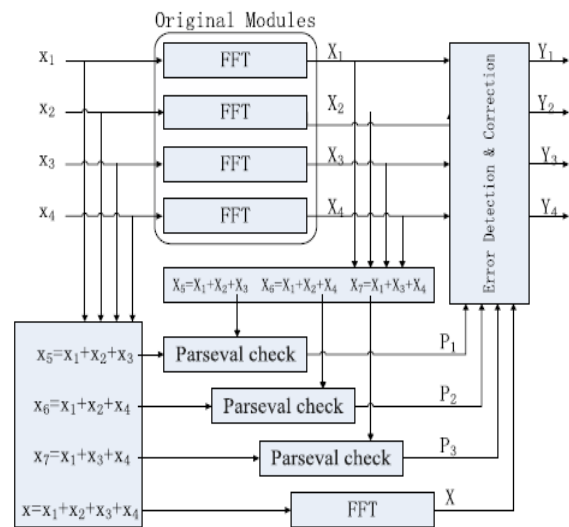 Original Modules
x₁ FFT X₁ Y₁
x₂ FFT X₂ Y₂
x₃ FFT X₃ Y₃
x₄ FFT X₄ Y₄
Error Detection & Correction
X₅=X₁+X₂+X₃ X₆=X₁+X₂+X₄ X₇=X₁+X₃+X₄
x₅=x₁+x₂+x₃ Parseval check P₁
x₆=x₁+x₂+x₄ Parseval check P₂
x₇=x₁+x₃+x₄ Parseval check P₃
x=x₁+x₂+x₃+x₄ FFT X